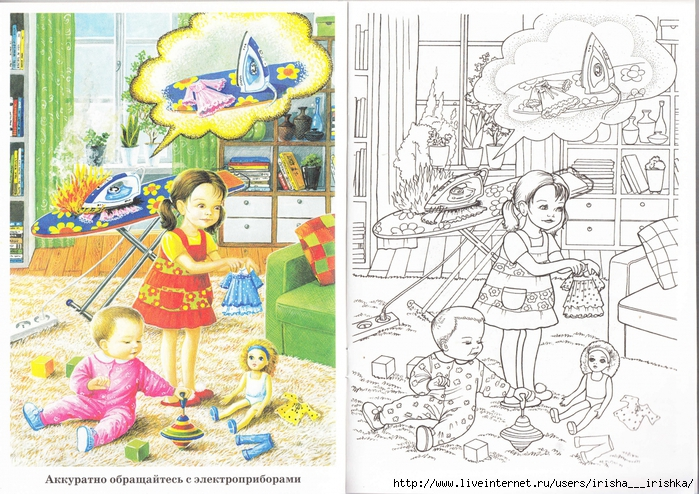 Аккуратно обращайтесь с электроприборами
http://www.liveinternet.ru/users/irisha___irishka/